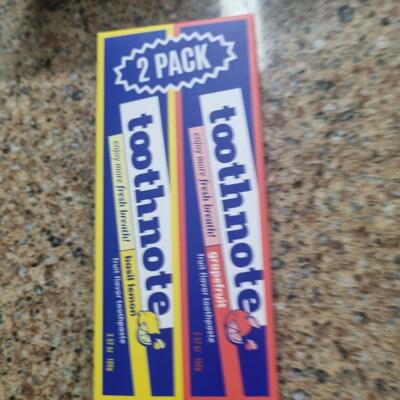 2 PACK
toothnote
enjoy more fresh breath!
basil lemon
fruit flavor toothpaste
toothnote
enjoy more fresh breath!
grapefruit
fruit flavor toothpaste